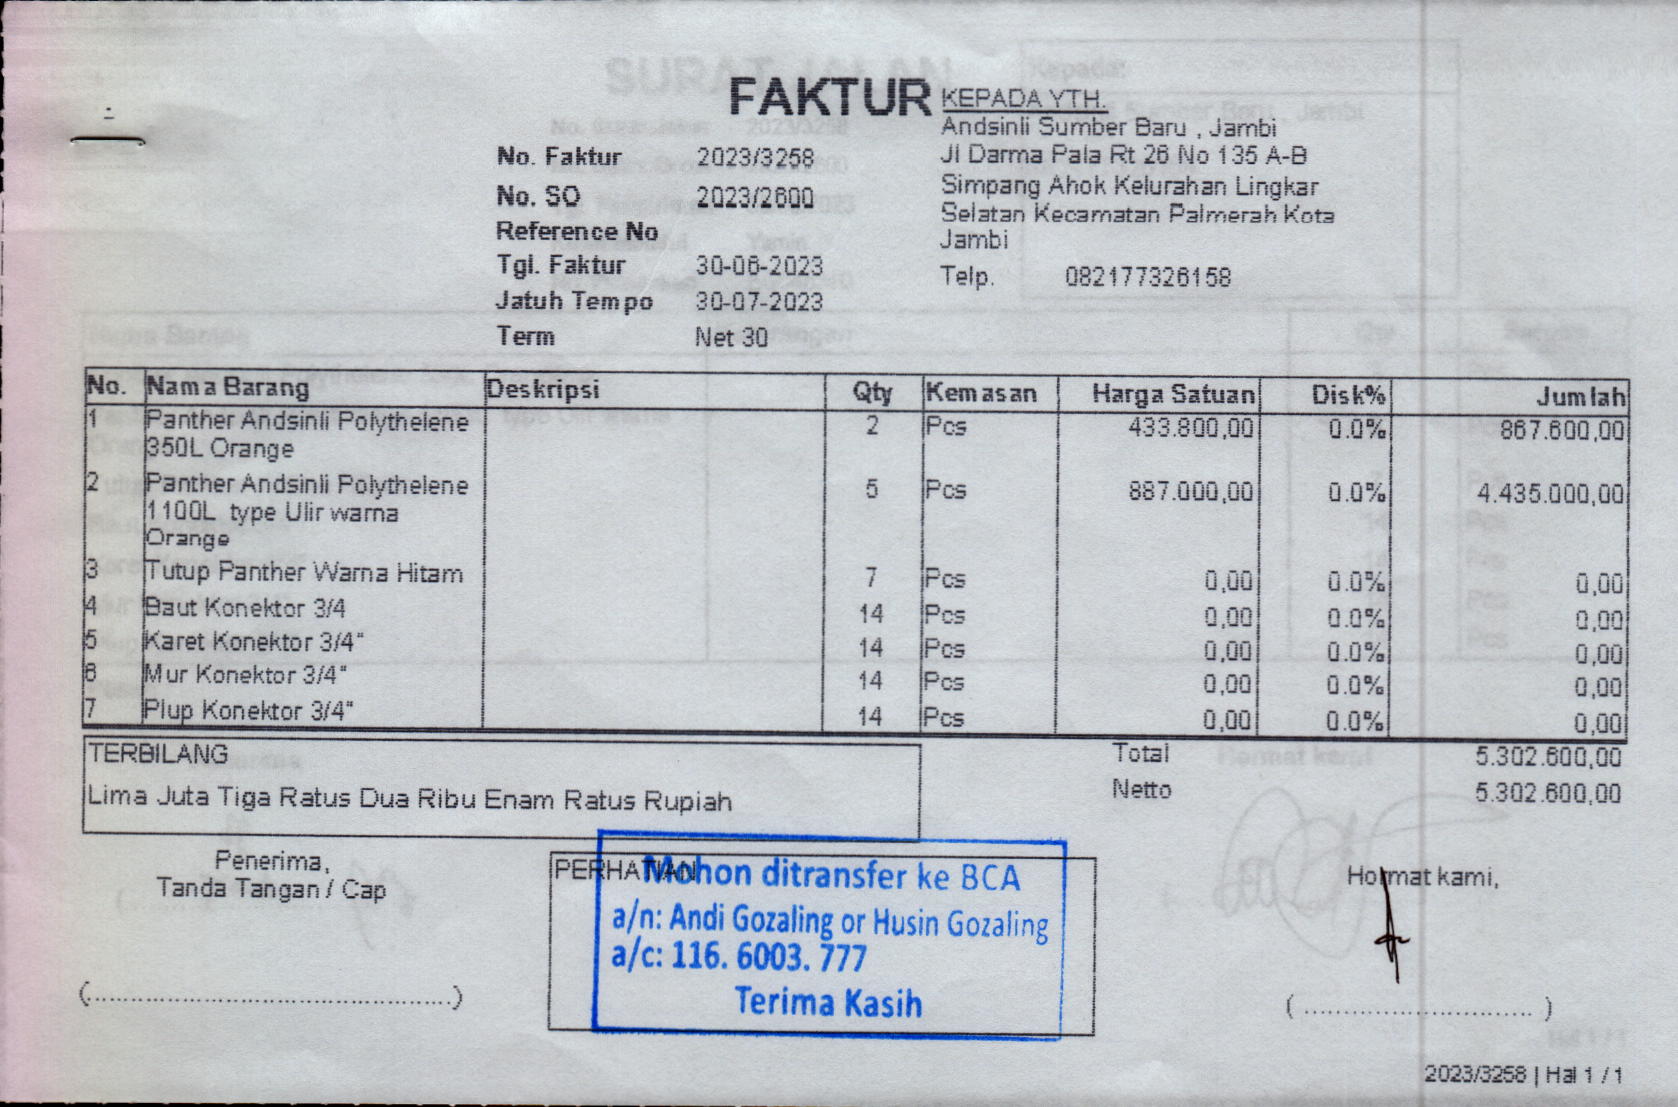 FAKTUR
No. Faktur 2023/3258
No. SO 2023/2600
Reference No
Tgl. Faktur 30-06-2023
Jatuh Tempo 30-07-2023
Term Net 30
KEPADA YTH.
Andsinli Sumber Baru , Jambi
Jl Darma Pala Rt 26 No 135 A-B
Simpang Ahok Kelurahan Lingkar
Selatan Kecamatan Palmerah Kota
Jambi
Telp. 082177326158
No. Nama Barang Deskripsi Qty Kemasan Harga Satuan Disk% Jumlah
1 Panther Andsinli Polythelene 2 Pcs 433.800,00 0.0% 867.600,00
350L Orange
2 Panther Andsinli Polythelene 5 Pcs 887.000,00 0.0% 4.435.000,00
1100L type Ulir warna
Orange
3 Tutup Panther Warna Hitam 7 Pcs 0,00 0.0% 0,00
4 Baut Konektor 3/4 14 Pcs 0,00 0.0% 0,00
5 Karet Konektor 3/4" 14 Pcs 0,00 0.0% 0,00
6 Mur Konektor 3/4" 14 Pcs 0,00 0.0% 0,00
7 Plup Konektor 3/4" 14 Pcs 0,00 0.0% 0,00
TERBILANG
Lima Juta Tiga Ratus Dua Ribu Enam Ratus Rupiah
Total 5.302.600,00
Netto 5.302.600,00
Penerima,
Tanda Tangan / Cap
(................................................)
PERHATIAN
Mohon ditransfer ke BCA
a/n: Andi Gozaling or Husin Gozaling
a/c: 116. 6003. 777
Terima Kasih
Hormat kami,
( .............................. )
2023/3258 | Hal 1 / 1